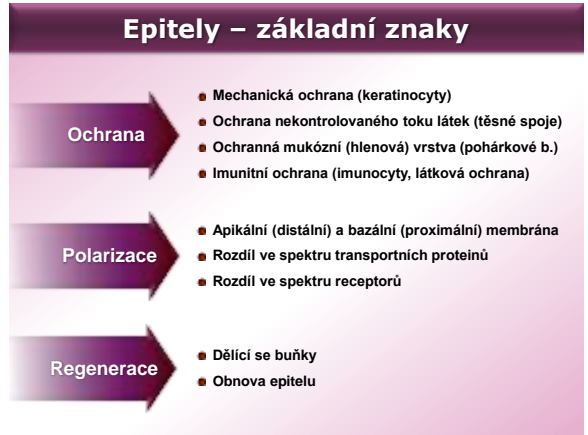 Epitely – základní znaky
Ochrana
Mechanická ochrana (keratinocyty)
Ochrana nekontrolovaného toku látek (těsné spoje)
Ochranná mukózní (hlenová) vrstva (pohárkové b.)
Imunitní ochrana (imunocyty, látková ochrana)
Polarizace
Apikální (distální) a bazální (proximální) membrána
Rozdíl ve spektru transportních proteinů
Rozdíl ve spektru receptorů
Regenerace
Dělící se buňky
Obnova epitelu